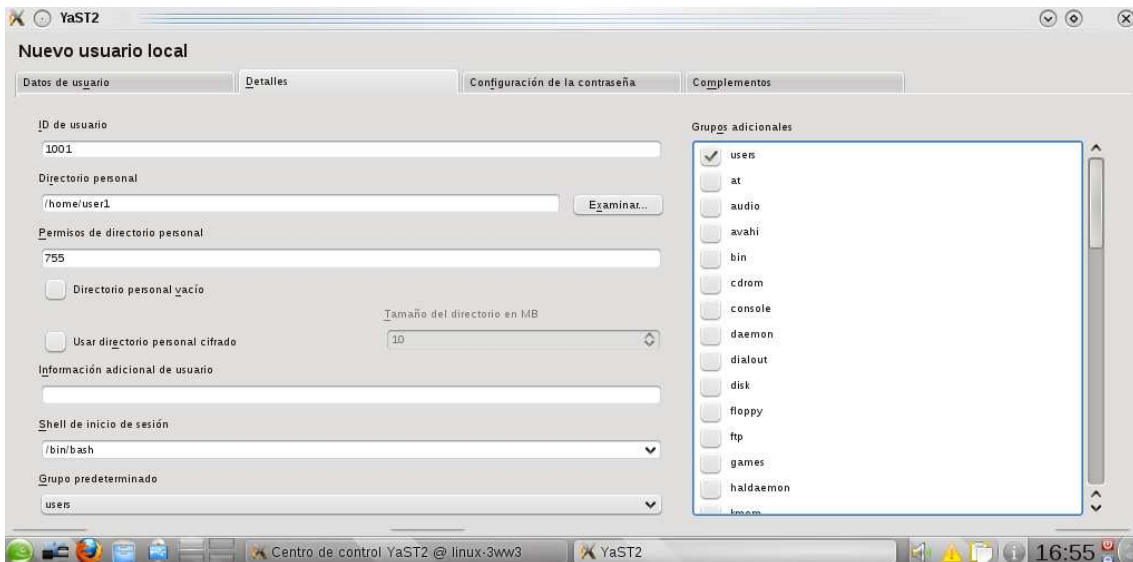 YaST2
Nuevo usuario local
Datos de usuario
Detalles
Configuración de la contraseña
Complementos
ID de usuario
1001
Directorio personal
/home/user1
Examinar...
Permisos de directorio personal
755
Directorio personal vacío
Tamaño del directorio en MB
Usar directorio personal cifrado
10
Información adicional de usuario
Shell de inicio de sesión
/bin/bash
Grupo predeterminado
users
Grupos adicionales
users
at
audio
avahi
bin
cdrom
console
daemon
dialout
disk
floppy
ftp
games
haldaemon
Centro de control YaST2 @ linux-3ww3
YaST2
16:55